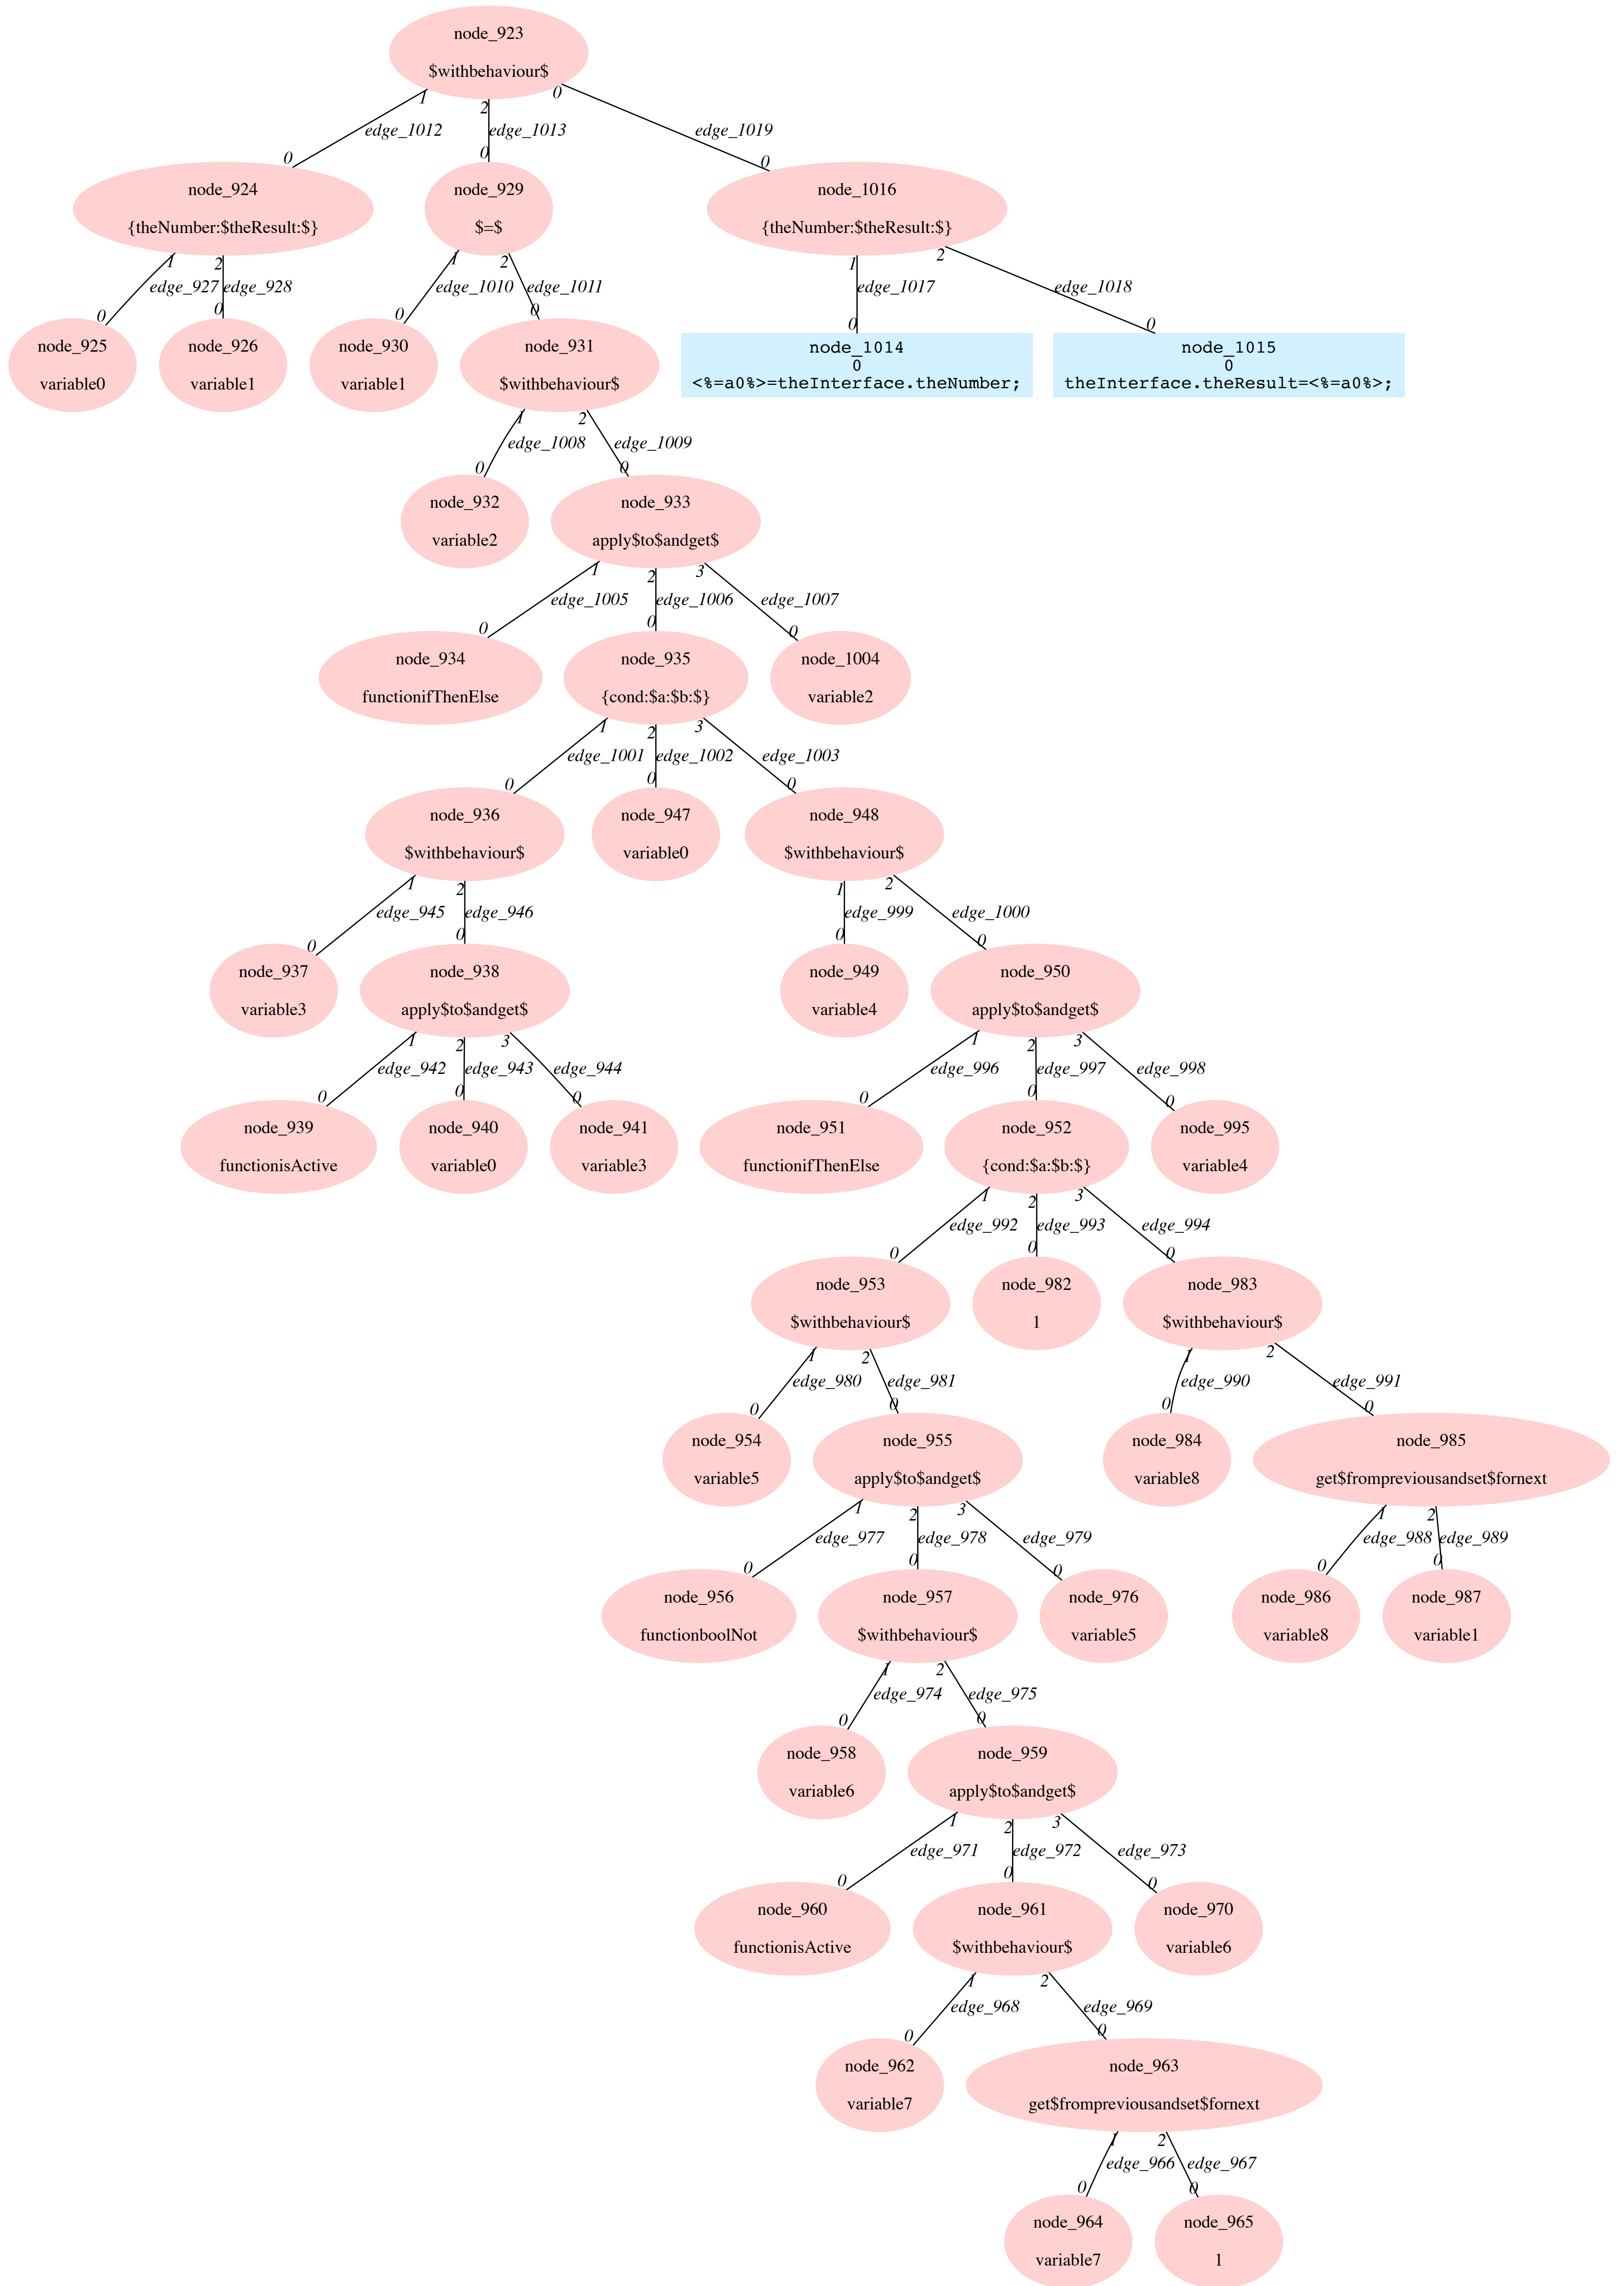 node_923
$withbehaviour$
1
2
0
edge_1012
edge_1013
edge_1019
0
0
0
node_924
{theNumber:$theResult:$}
node_929
$=$
node_1016
{theNumber:$theResult:$}
1
2
1
2
1
2
edge_927
edge_928
edge_1010
edge_1011
edge_1017
edge_1018
0
0
0
0
0
0
node_925
variable0
node_926
variable1
node_930
variable1
node_931
$withbehaviour$
node_1014
0
<%=a0%>=theInterface.theNumber;
node_1015
0
theInterface.theResult=<%=a0%>;
1
2
edge_1008
edge_1009
0
0
node_932
variable2
node_933
apply$to$andget$
1
2
3
edge_1005
edge_1006
edge_1007
0
0
0
node_934
functionifThenElse
node_935
{cond:$a:$b:$}
node_1004
variable2
1
2
3
edge_1001
edge_1002
edge_1003
0
0
0
node_936
$withbehaviour$
node_947
variable0
node_948
$withbehaviour$
1
2
1
2
edge_945
edge_946
edge_999
edge_1000
0
0
0
0
node_937
variable3
node_938
apply$to$andget$
node_949
variable4
node_950
apply$to$andget$
1
2
3
1
2
3
edge_942
edge_943
edge_944
edge_996
edge_997
edge_998
0
0
0
0
0
0
node_939
functionisActive
node_940
variable0
node_941
variable3
node_951
functionifThenElse
node_952
{cond:$a:$b:$}
node_995
variable4
1
2
3
edge_992
edge_993
edge_994
0
0
0
node_953
$withbehaviour$
node_982
1
node_983
$withbehaviour$
1
2
1
2
edge_980
edge_981
edge_990
edge_991
0
0
0
0
node_954
variable5
node_955
apply$to$andget$
node_984
variable8
node_985
get$frompreviousandset$fornext
1
2
3
1
2
edge_977
edge_978
edge_979
edge_988
edge_989
0
0
0
0
0
node_956
functionboolNot
node_957
$withbehaviour$
node_976
variable5
node_986
variable8
node_987
variable1
1
2
edge_974
edge_975
0
0
node_958
variable6
node_959
apply$to$andget$
1
2
3
edge_971
edge_972
edge_973
0
0
0
node_960
functionisActive
node_961
$withbehaviour$
node_970
variable6
1
2
edge_968
edge_969
0
0
node_962
variable7
node_963
get$frompreviousandset$fornext
1
2
edge_966
edge_967
0
0
node_964
variable7
node_965
1